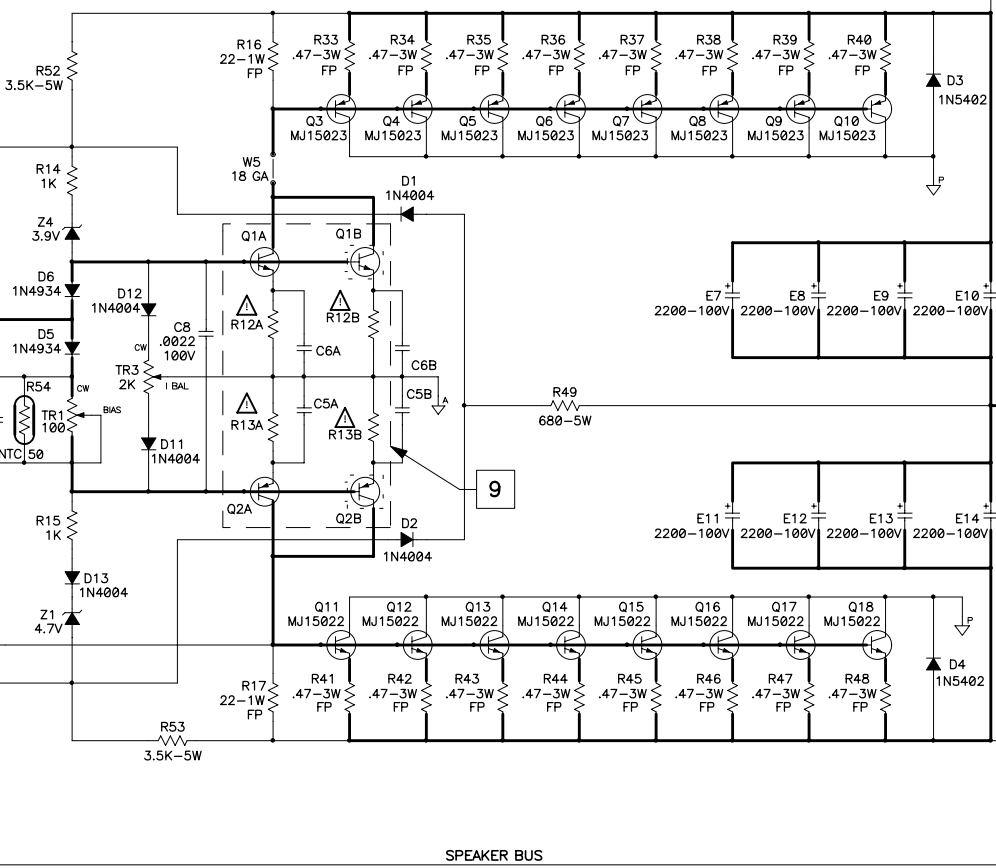 R52
3.5K-5W
R16
22-1W
FP
R33
.47-3W
FP
R34
.47-3W
FP
R35
.47-3W
FP
R36
.47-3W
FP
R37
.47-3W
FP
R38
.47-3W
FP
R39
.47-3W
FP
R40
.47-3W
FP
D3
1N5402
Q3
MJ15023
Q4
MJ15023
Q5
MJ15023
Q6
MJ15023
Q7
MJ15023
Q8
MJ15023
Q9
MJ15023
Q10
MJ15023
P
R14
1K
W5
18 GA
D1
1N4004
Z4
3.9V
Q1A
Q1B
D6
1N4934
D12
1N4004
C8
.0022
100V
R12A
R12B
E7
2200-100V
E8
2200-100V
E9
2200-100V
E10
2200-100V
D5
1N4934
CW
TR3
2K
I BAL
C6A
C6B
R54
CW
TR1
100
BIAS
C5A
C5B
A
R49
680-5W
R13A
R13B
NTC 50
D11
1N4004
9
Q2A
Q2B
D2
1N4004
E11
2200-100V
E12
2200-100V
E13
2200-100V
E14
2200-100V
R15
1K
D13
1N4004
Z1
4.7V
Q11
MJ15022
Q12
MJ15022
Q13
MJ15022
Q14
MJ15022
Q15
MJ15022
Q16
MJ15022
Q17
MJ15022
Q18
MJ15022
P
D4
1N5402
R17
22-1W
FP
R41
.47-3W
FP
R42
.47-3W
FP
R43
.47-3W
FP
R44
.47-3W
FP
R45
.47-3W
FP
R46
.47-3W
FP
R47
.47-3W
FP
R48
.47-3W
FP
R53
3.5K-5W
SPEAKER BUS